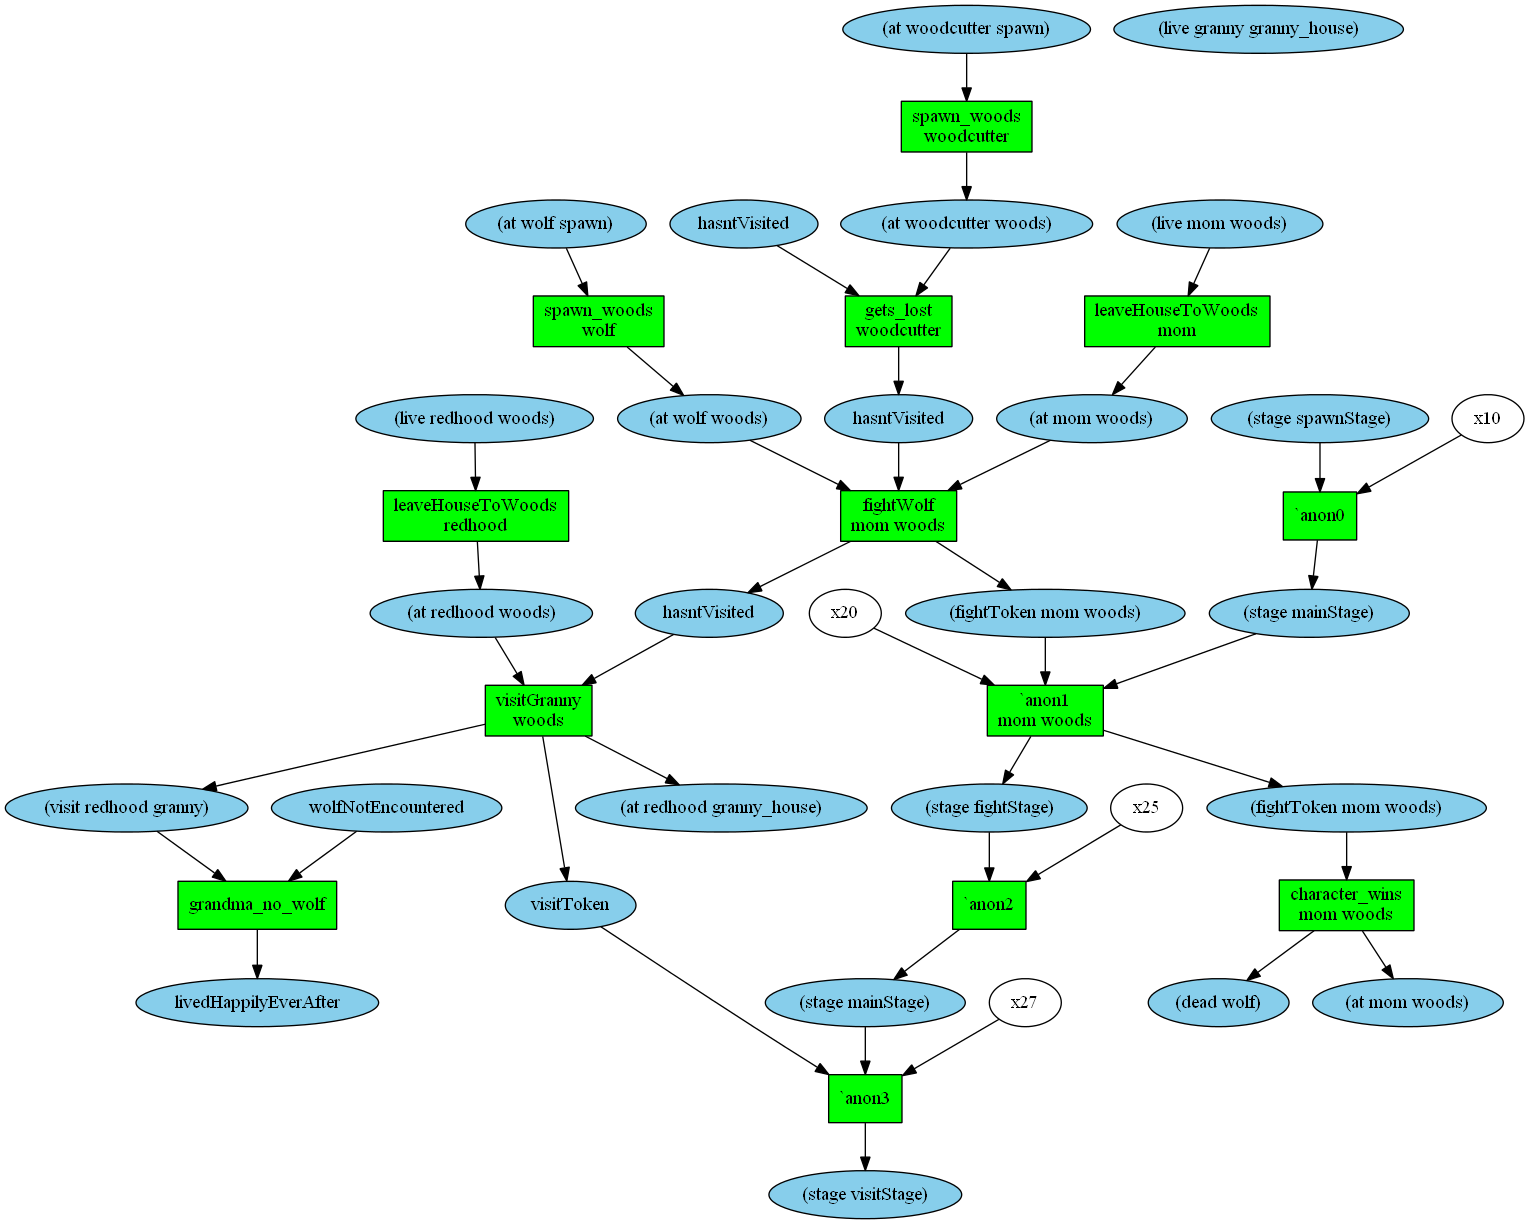 (at woodcutter spawn)
(live granny granny_house)
spawn_woods
woodcutter
(at wolf spawn)
hasntVisited
(at woodcutter woods)
(live mom woods)
spawn_woods
wolf
gets_lost
woodcutter
leaveHouseToWoods
mom
(live redhood woods)
(at wolf woods)
hasntVisited
(at mom woods)
(stage spawnStage)
x10
leaveHouseToWoods
redhood
fightWolf
mom woods
`anon0
(at redhood woods)
hasntVisited
x20
(fightToken mom woods)
(stage mainStage)
visitGranny
woods
`anon1
mom woods
(visit redhood granny)
wolfNotEncountered
(at redhood granny_house)
(stage fightStage)
x25
(fightToken mom woods)
grandma_no_wolf
visitToken
`anon2
character_wins
mom woods
livedHappilyEverAfter
(stage mainStage)
x27
(dead wolf)
(at mom woods)
`anon3
(stage visitStage)